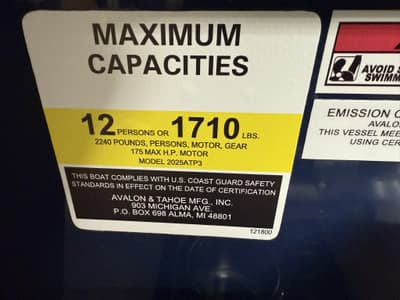 MAXIMUM
CAPACITIES
12 PERSONS OR 1710 LBS.
2240 POUNDS, PERSONS, MOTOR, GEAR
175 MAX H.P. MOTOR
MODEL 2025ATP3
THIS BOAT COMPLIES WITH U.S. COAST GUARD SAFETY
STANDARDS IN EFFECT ON THE DATE OF CERTIFICATION
AVALON & TAHOE MFG., INC.
903 MICHIGAN AVE.
P.O. BOX 698 ALMA, MI 48801
121800
AVOID S
SWIMM
EMISSION C
AVALO
THIS VESSEL MEE
USING CER